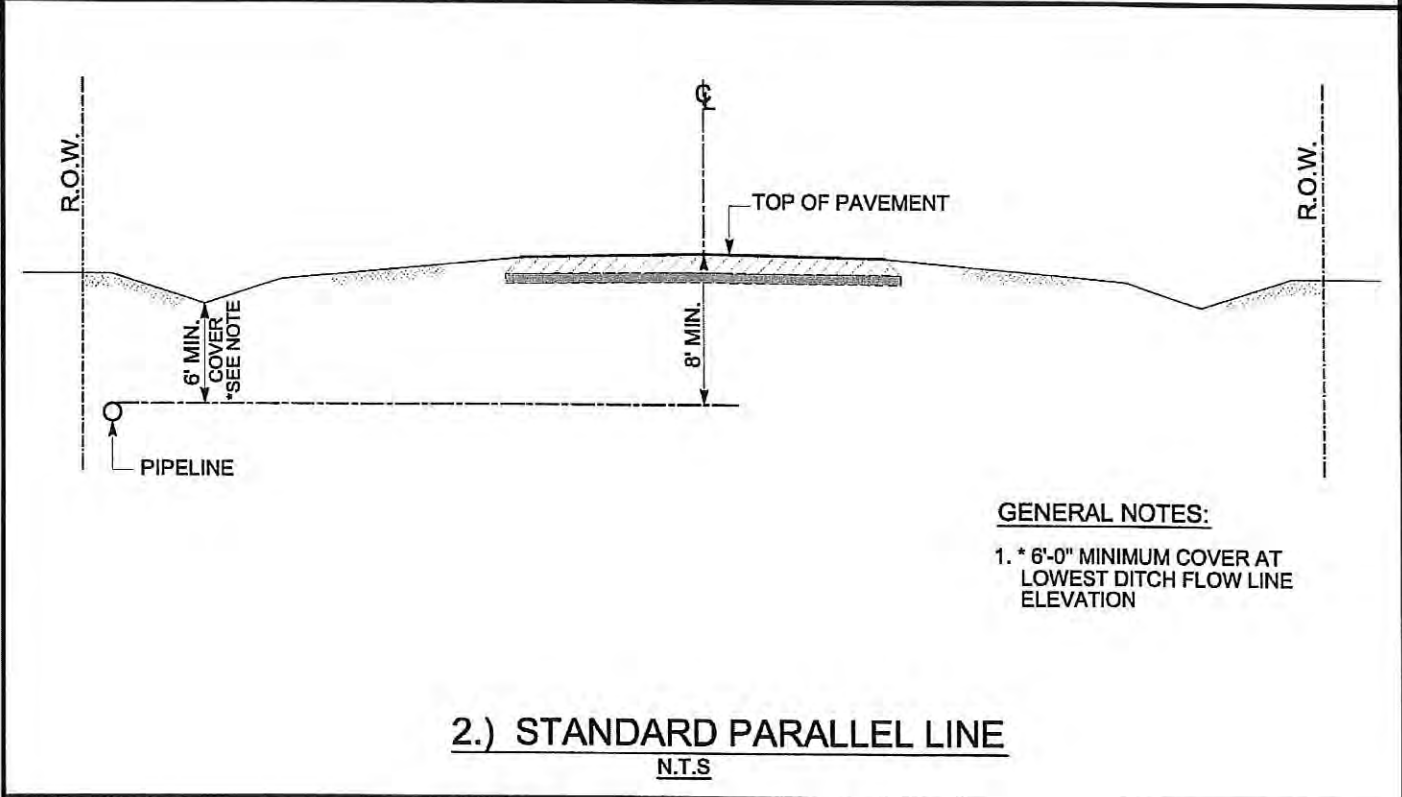 R.O.W.
℄
R.O.W.
TOP OF PAVEMENT
6' MIN.
COVER
*SEE NOTE
8' MIN.
PIPELINE
GENERAL NOTES:
1. * 6'-0" MINIMUM COVER AT
LOWEST DITCH FLOW LINE
ELEVATION
2.) STANDARD PARALLEL LINE
N.T.S